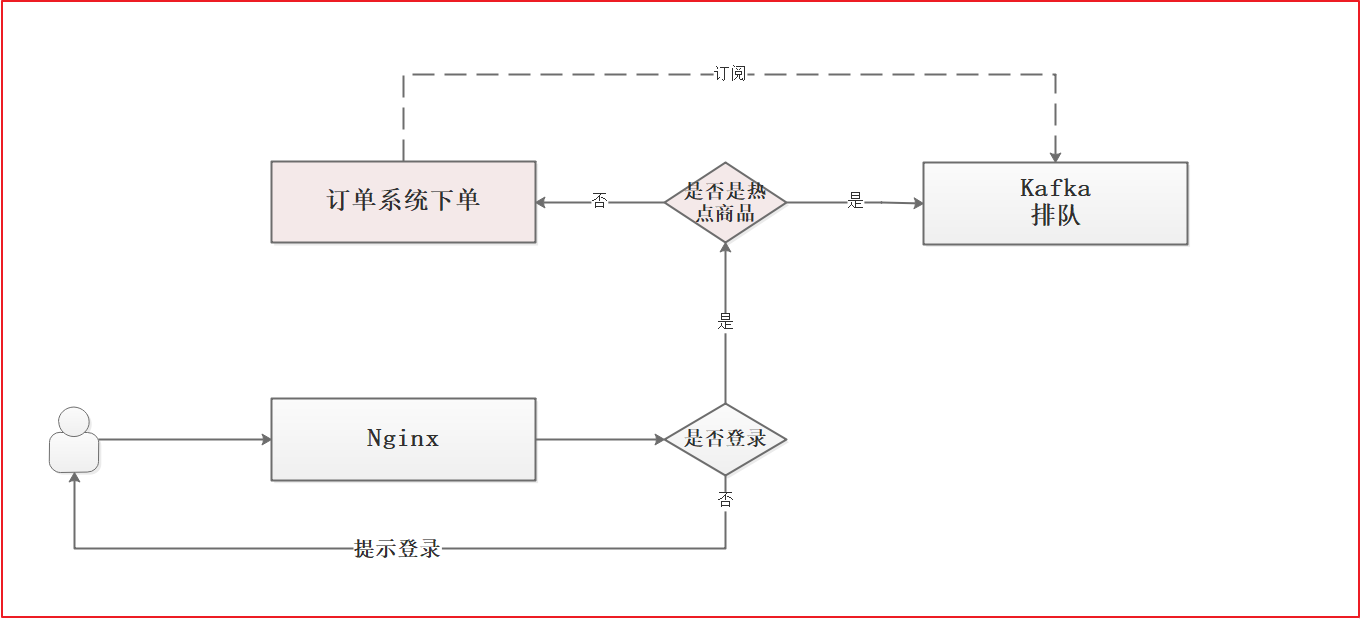 订阅
订单系统下单
否
是否是热
点商品
是
Kafka
排队
是
Nginx
是否登录
否
提示登录